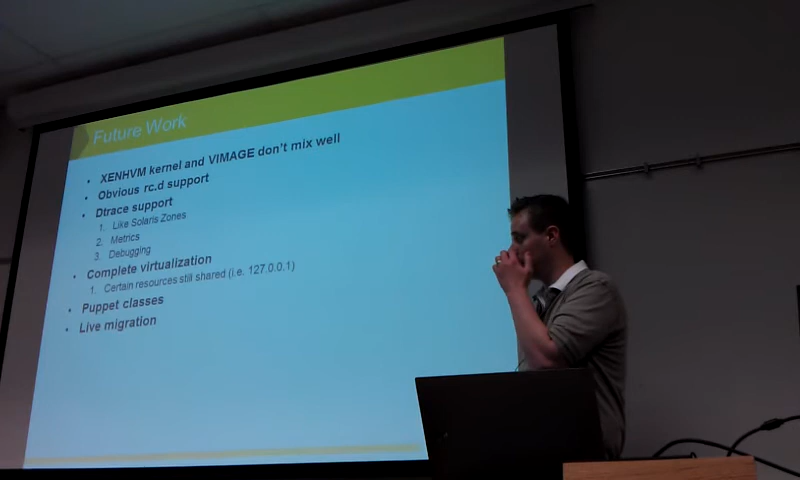 Future Work
• XENHVM kernel and VIMAGE don't mix well
• Obvious rc.d support
• Dtrace support
1. Like Solaris Zones
2. Metrics
3. Debugging
• Complete virtualization
1. Certain resources still shared (i.e. 127.0.0.1)
• Puppet classes
• Live migration